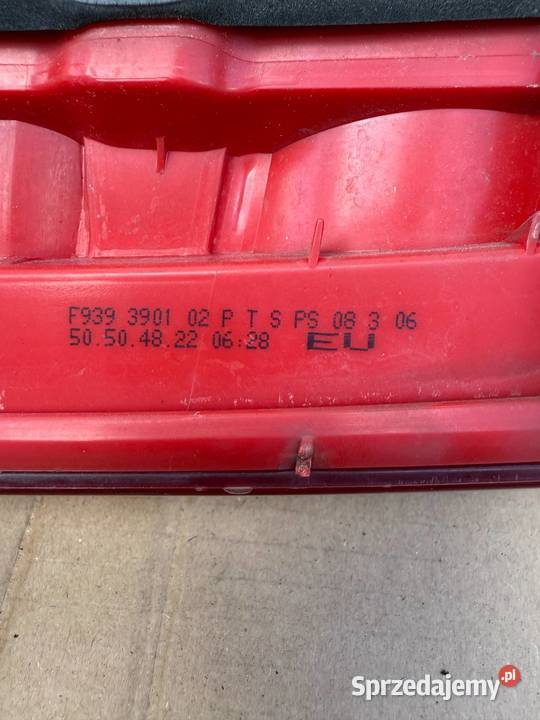 F939 3901 02 P T S PS 08 3 06
50.50.48.22 06:28 EU
Sprzedajemy.pl